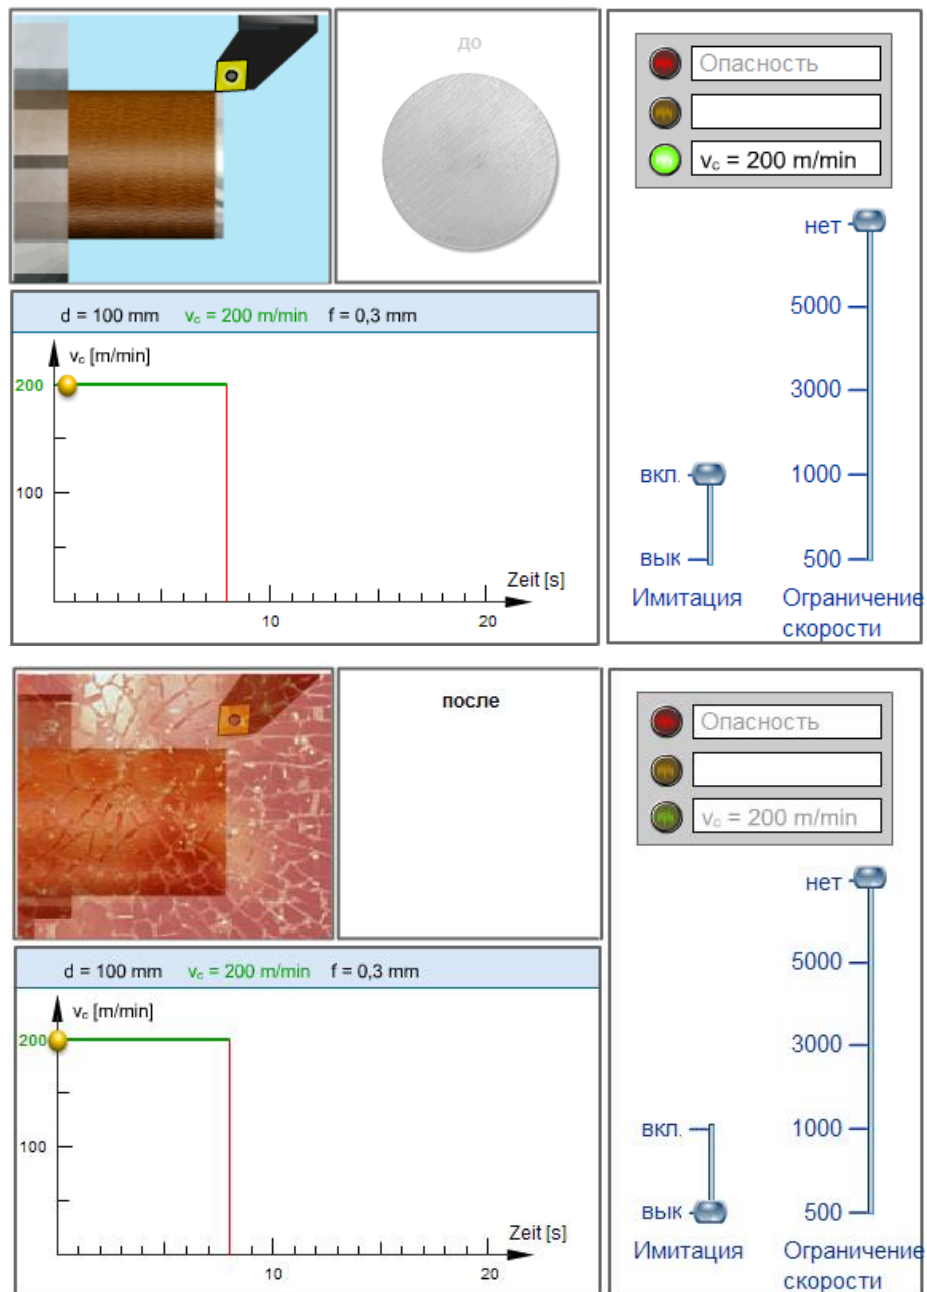 до
Опасность
vc = 200 m/min
нет
5000
3000
1000
500
вкл.
вык
Имитация
Ограничение
скорости
d = 100 mm vc = 200 m/min f = 0,3 mm
vc [m/min]
200
100
Zeit [s]
10
20
после
Опасность
vc = 200 m/min
нет
5000
3000
1000
500
вкл.
вык
Имитация
Ограничение
скорости
d = 100 mm vc = 200 m/min f = 0,3 mm
vc [m/min]
200
100
Zeit [s]
10
20